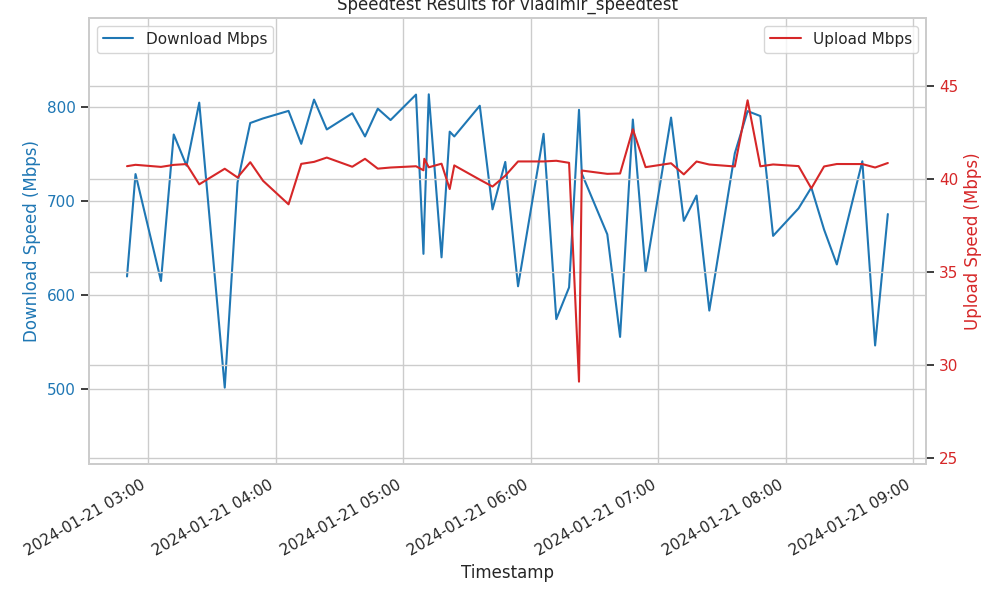 Speedtest Results for vladimir_speedtest
Download Mbps
Upload Mbps
800
700
600
500
Download Speed (Mbps)
45
40
35
30
25
Upload Speed (Mbps)
2024-01-21 03:00
2024-01-21 04:00
2024-01-21 05:00
2024-01-21 06:00
2024-01-21 07:00
2024-01-21 08:00
2024-01-21 09:00
Timestamp